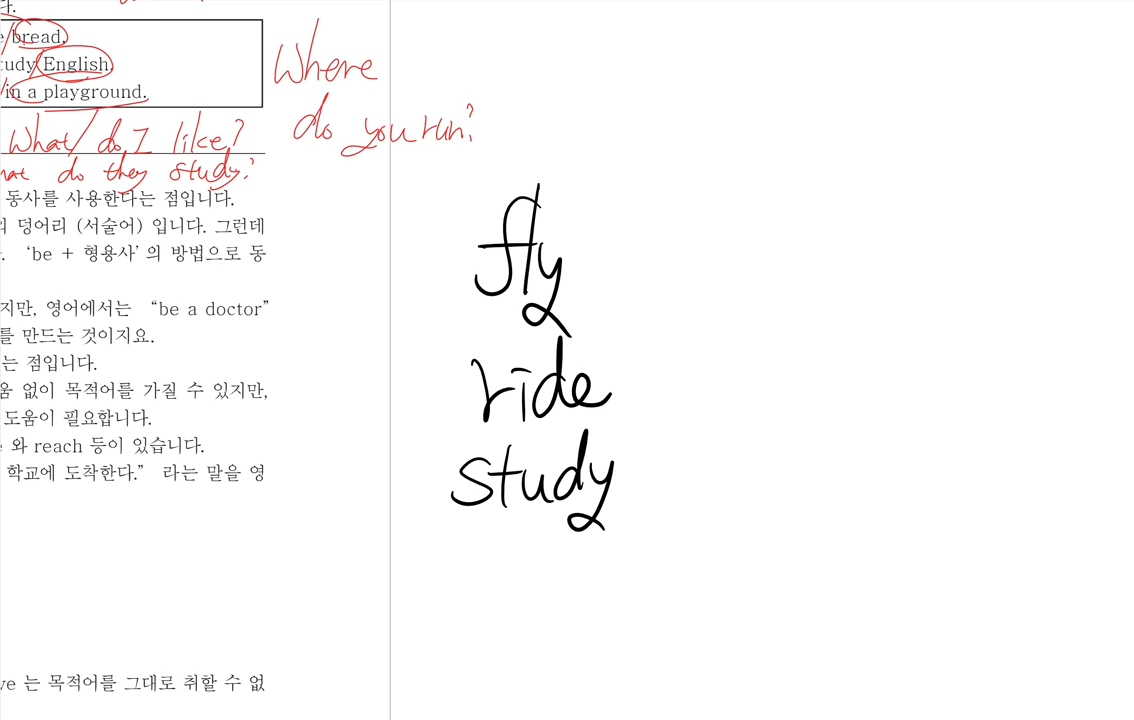 다.
bread.
study English.
in a playground.
Where
do you run?
What do I like?
do they study?
동사를 사용한다는 점입니다.
덩어리 (서술어) 입니다. 그런데
‘be + 형용사’의 방법으로 동
지만, 영어에서는 “be a doctor”
를 만드는 것이지요.
는 점입니다.
움 없이 목적어를 가질 수 있지만,
도움이 필요합니다.
와 reach 등이 있습니다.
학교에 도착한다.” 라는 말을 영
는 목적어를 그대로 취할 수 없
fly
ride
study